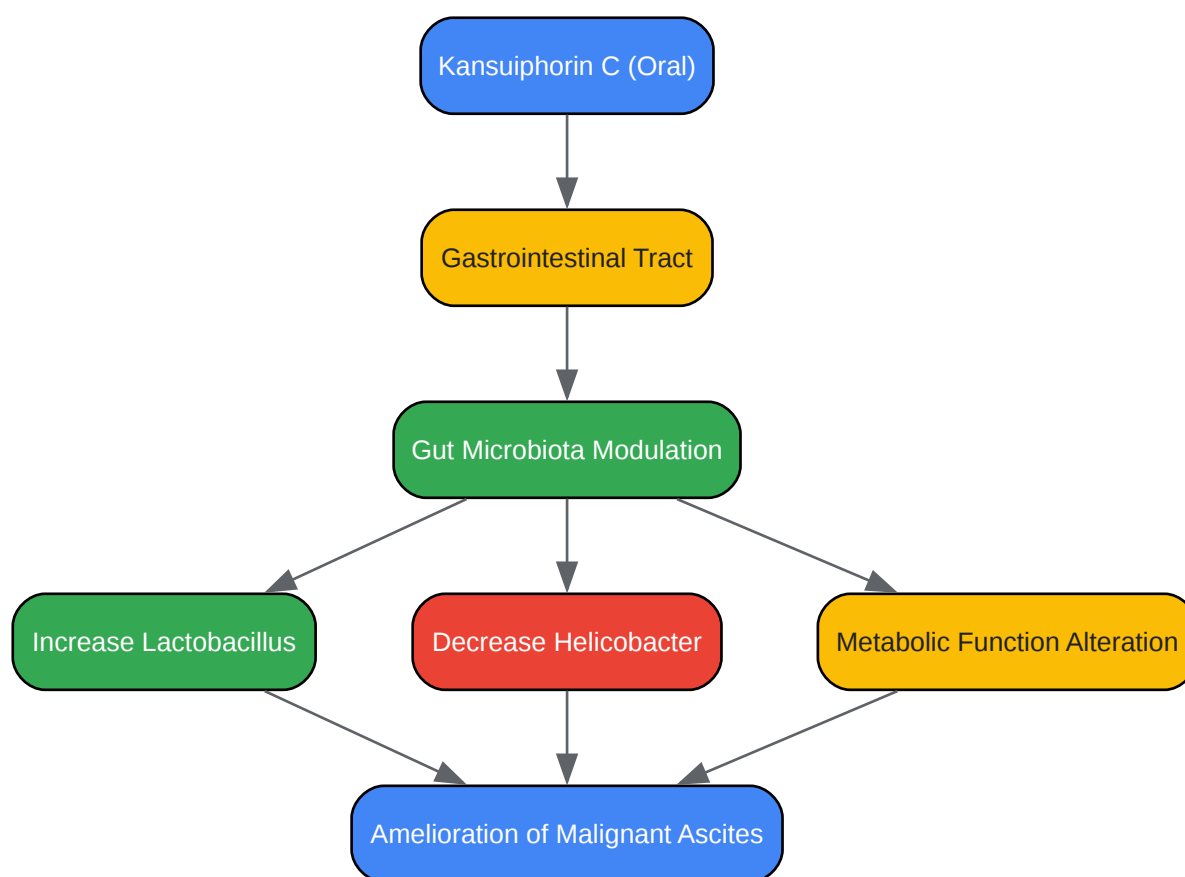 Kansuiphorin C (Oral)
Gastrointestinal Tract
Gut Microbiota Modulation
Increase Lactobacillus
Decrease Helicobacter
Metabolic Function Alteration
Amelioration of Malignant Ascites